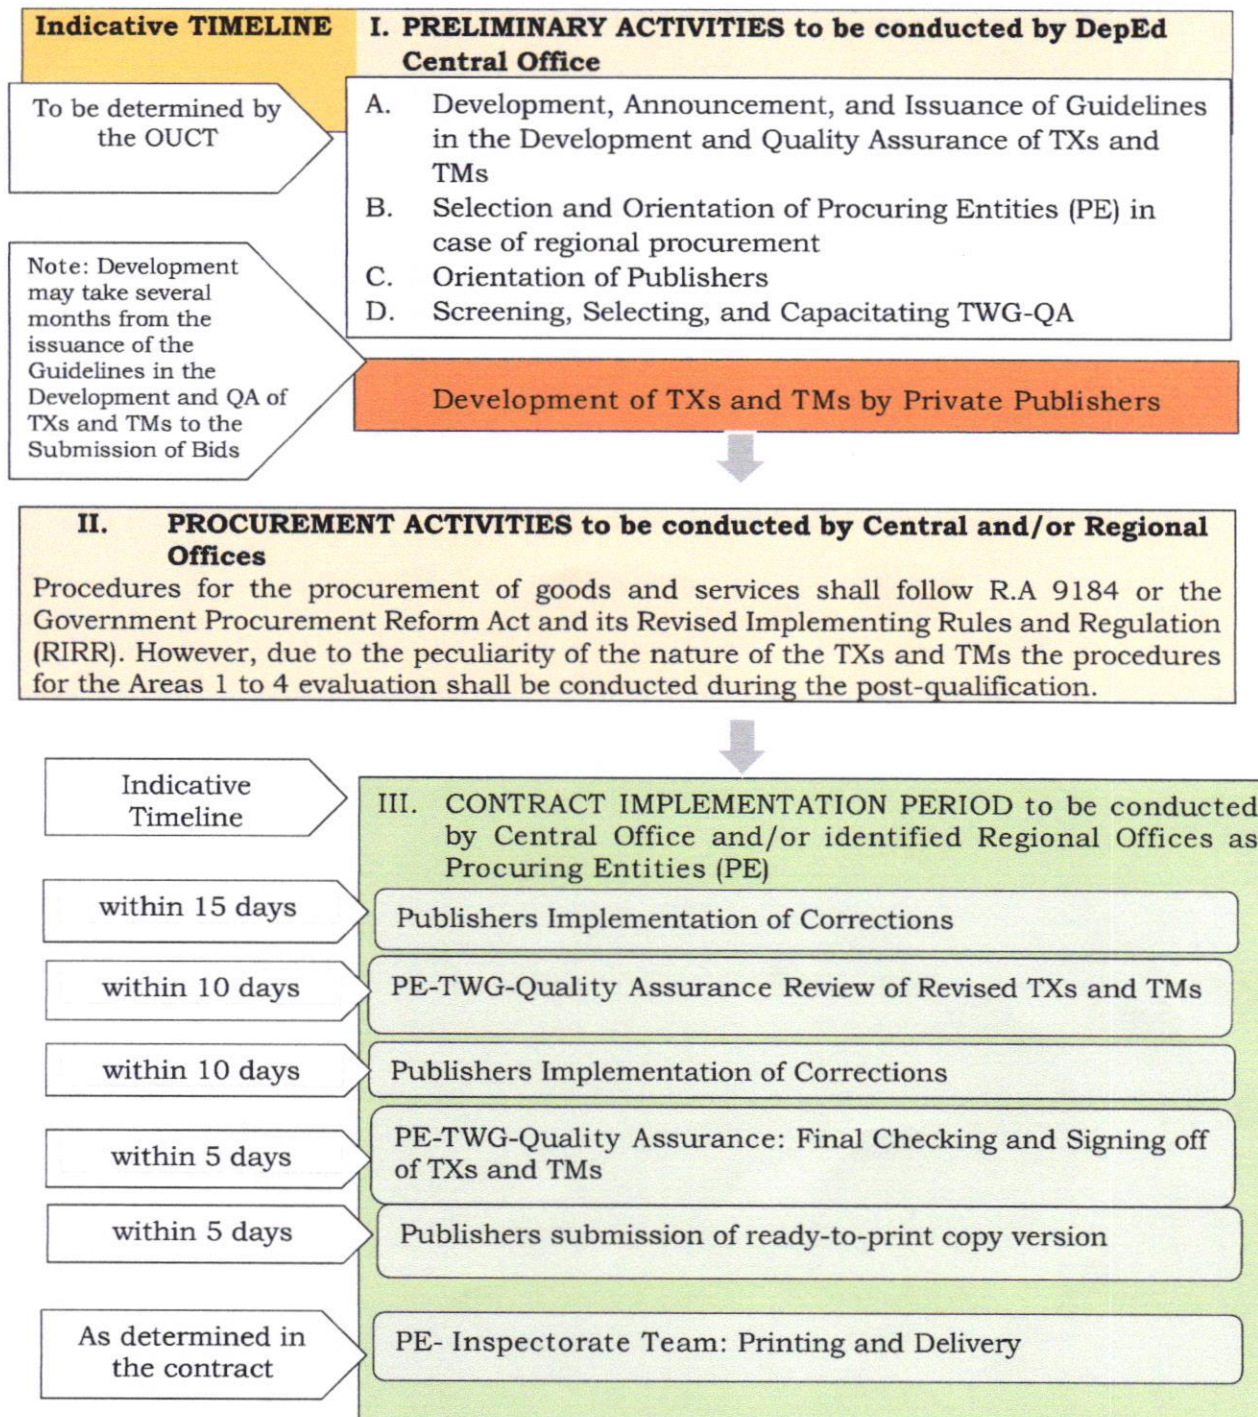 Indicative TIMELINE
I. PRELIMINARY ACTIVITIES to be conducted by DepEd
Central Office
To be determined by
the OUCT
A. Development, Announcement, and Issuance of Guidelines
in the Development and Quality Assurance of TXs and
TMs
B. Selection and Orientation of Procuring Entities (PE) in
case of regional procurement
C. Orientation of Publishers
D. Screening, Selecting, and Capacitating TWG-QA
Note: Development
may take several
months from the
issuance of the
Guidelines in the
Development and QA of
TXs and TMs to the
Submission of Bids
Development of TXs and TMs by Private Publishers
II. PROCUREMENT ACTIVITIES to be conducted by Central and/or Regional
Offices
Procedures for the procurement of goods and services shall follow R.A 9184 or the
Government Procurement Reform Act and its Revised Implementing Rules and Regulation
(RIRR). However, due to the peculiarity of the nature of the TXs and TMs the procedures
for the Areas 1 to 4 evaluation shall be conducted during the post-qualification.
Indicative
Timeline
III. CONTRACT IMPLEMENTATION PERIOD to be conducted
by Central Office and/or identified Regional Offices as
Procuring Entities (PE)
within 15 days
Publishers Implementation of Corrections
within 10 days
PE-TWG-Quality Assurance Review of Revised TXs and TMs
within 10 days
Publishers Implementation of Corrections
within 5 days
PE-TWG-Quality Assurance: Final Checking and Signing off
of TXs and TMs
within 5 days
Publishers submission of ready-to-print copy version
As determined in
the contract
PE- Inspectorate Team: Printing and Delivery